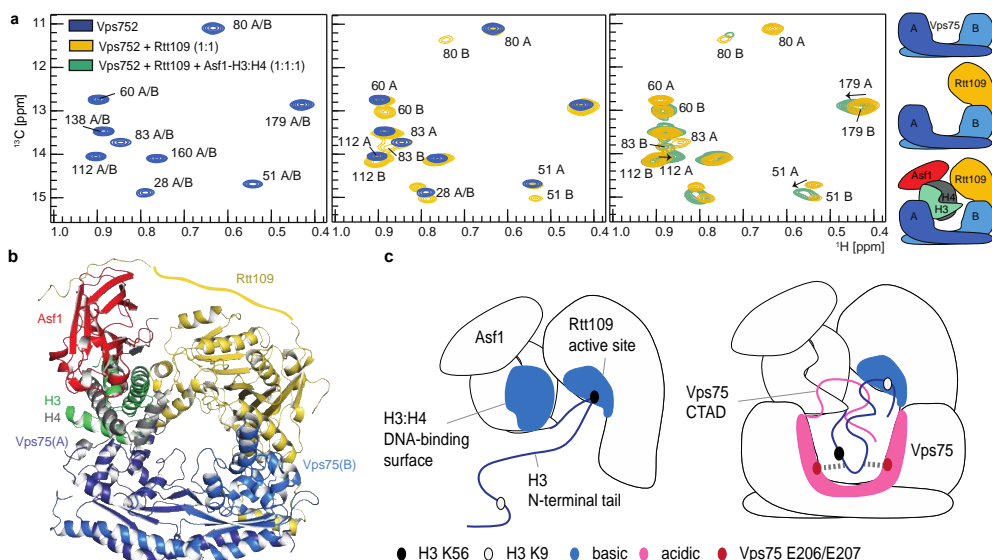 a
Vps752
Vps752 + Rtt109 (1:1)
Vps752 + Rtt109 + Asf1-H3:H4 (1:1:1)
11
12
13
14
15
¹³C [ppm]
80 A/B
60 A/B
138 A/B
83 A/B
179 A/B
112 A/B
160 A/B
28 A/B
51 A/B
0.9 0.8 0.7 0.6 0.5 0.4
80 A
80 B
60 A
60 B
83 A
112 A
83 B
112 B
28 A/B
51 A
51 B
0.9 0.8 0.7 0.6 0.5 0.4
80 A
80 B
60 A
60 B
179 A
179 B
83 A
83 B
112 B
112 A
51 A
51 B
0.9 0.8 0.7 0.6 0.5 0.4
¹H [ppm]
A Vps75 B
Rtt109
A B
Asf1 Rtt109
H4
H3
A B
b
Rtt109
Asf1
H3
H4
Vps75(A)
Vps75(B)
c
Asf1
Rtt109
active site
H3:H4
DNA-binding
surface
H3
N-terminal tail
Vps75
CTAD
Vps75
H3 K56 H3 K9 basic acidic Vps75 E206/E207